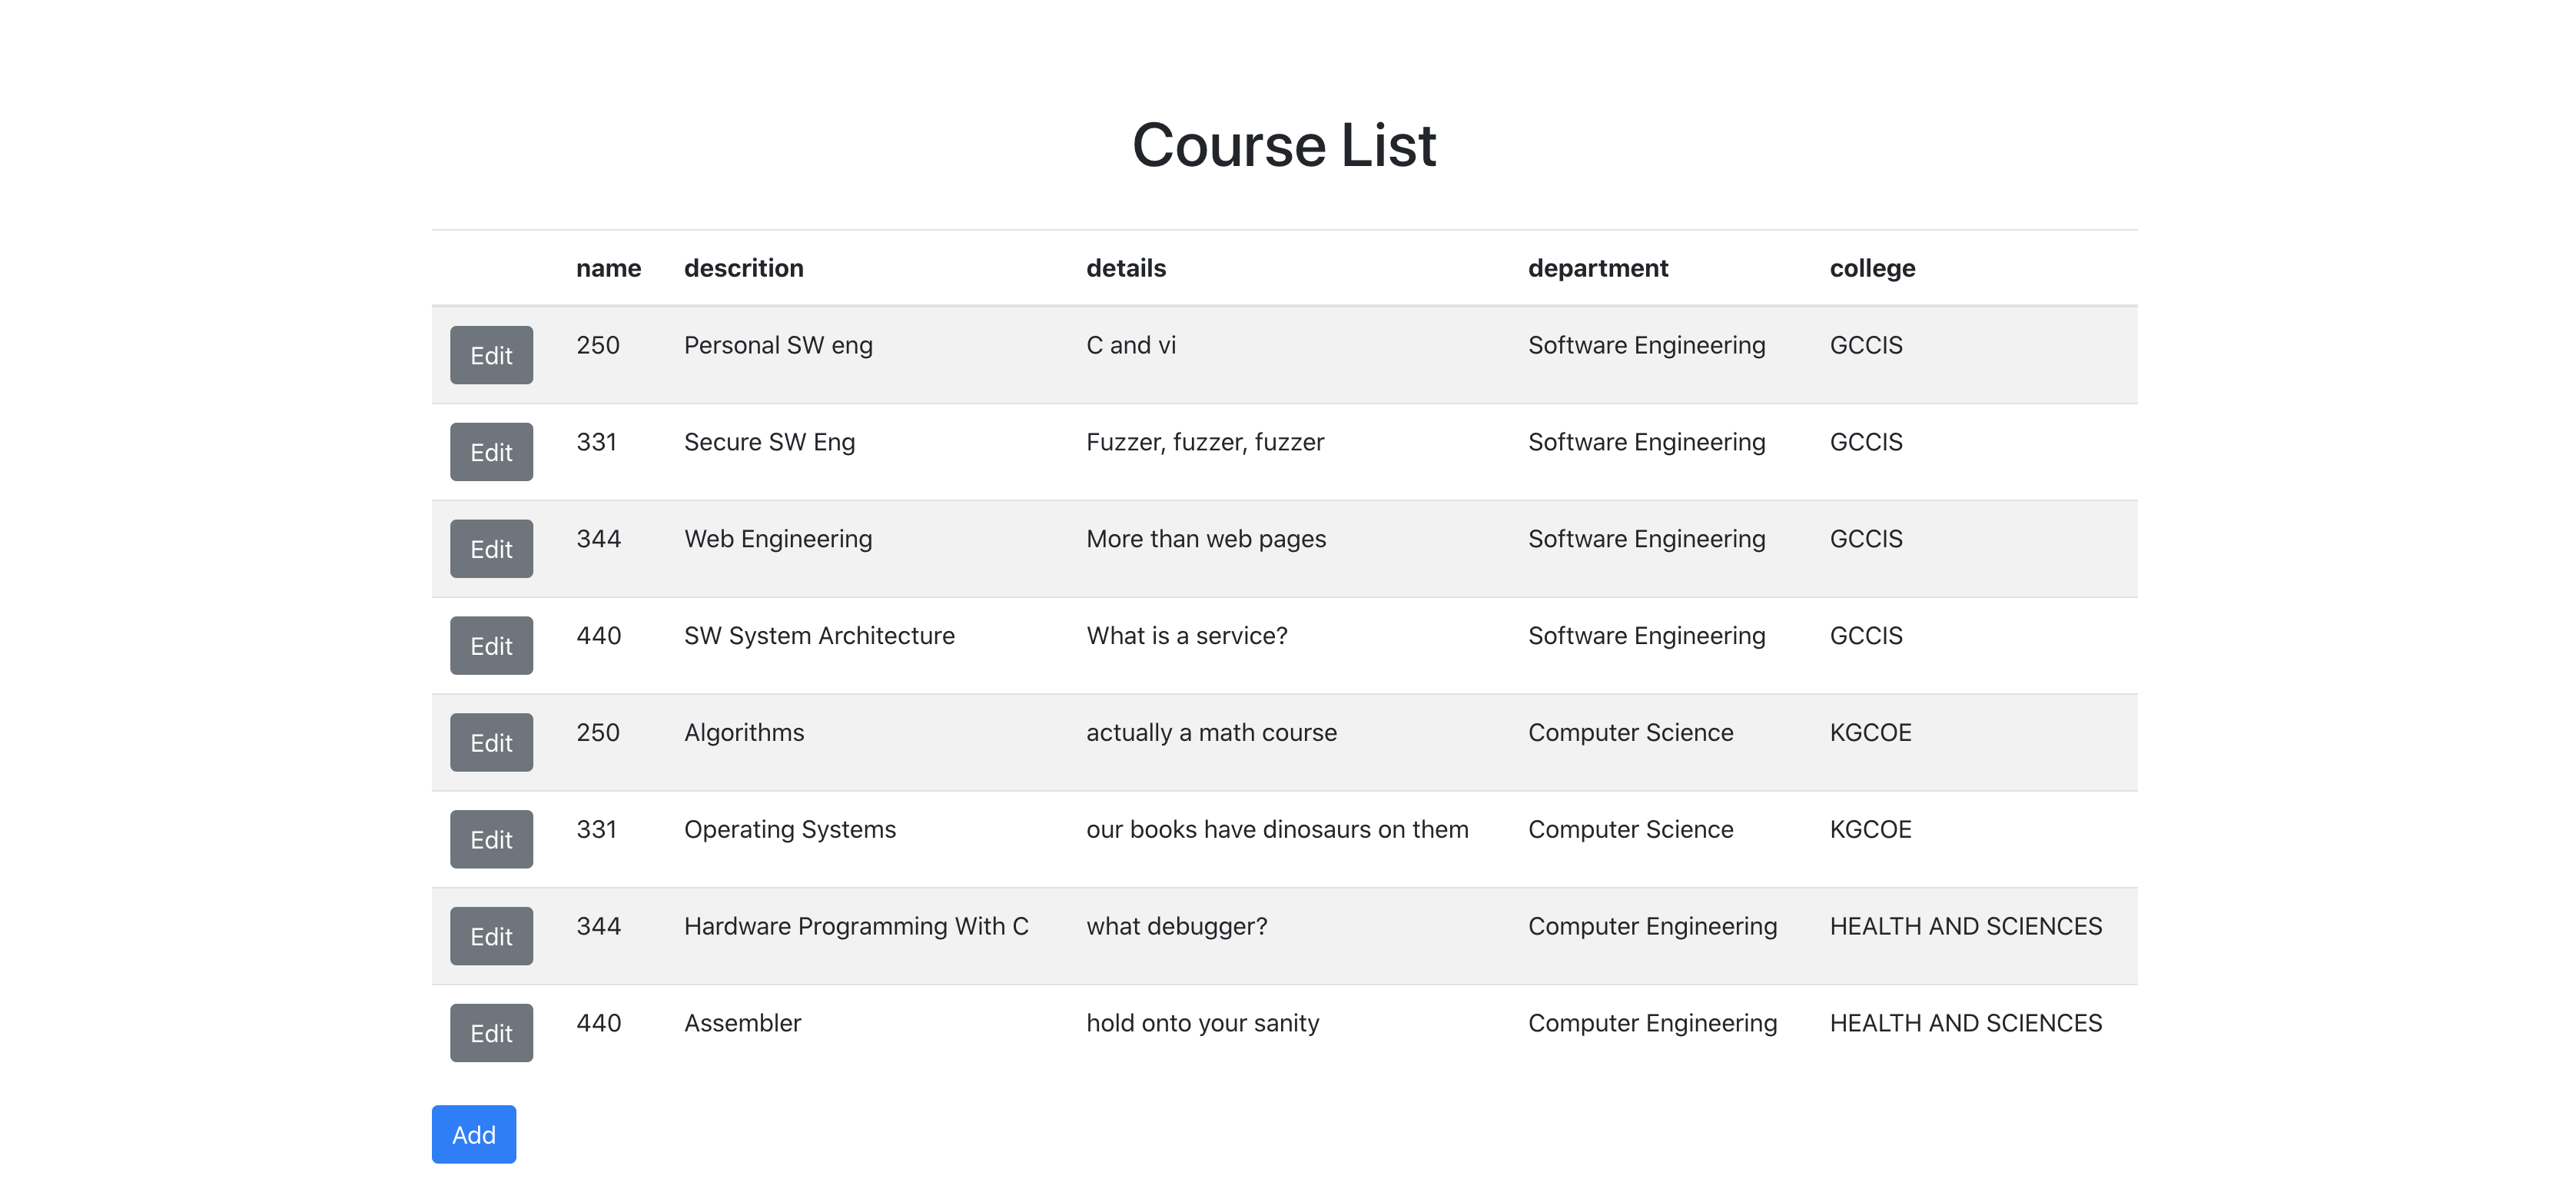 Course List
name descrition details department college
Edit 250 Personal SW eng C and vi Software Engineering GCCIS
Edit 331 Secure SW Eng Fuzzer, fuzzer, fuzzer Software Engineering GCCIS
Edit 344 Web Engineering More than web pages Software Engineering GCCIS
Edit 440 SW System Architecture What is a service? Software Engineering GCCIS
Edit 250 Algorithms actually a math course Computer Science KGCOE
Edit 331 Operating Systems our books have dinosaurs on them Computer Science KGCOE
Edit 344 Hardware Programming With C what debugger? Computer Engineering HEALTH AND SCIENCES
Edit 440 Assembler hold onto your sanity Computer Engineering HEALTH AND SCIENCES
Add